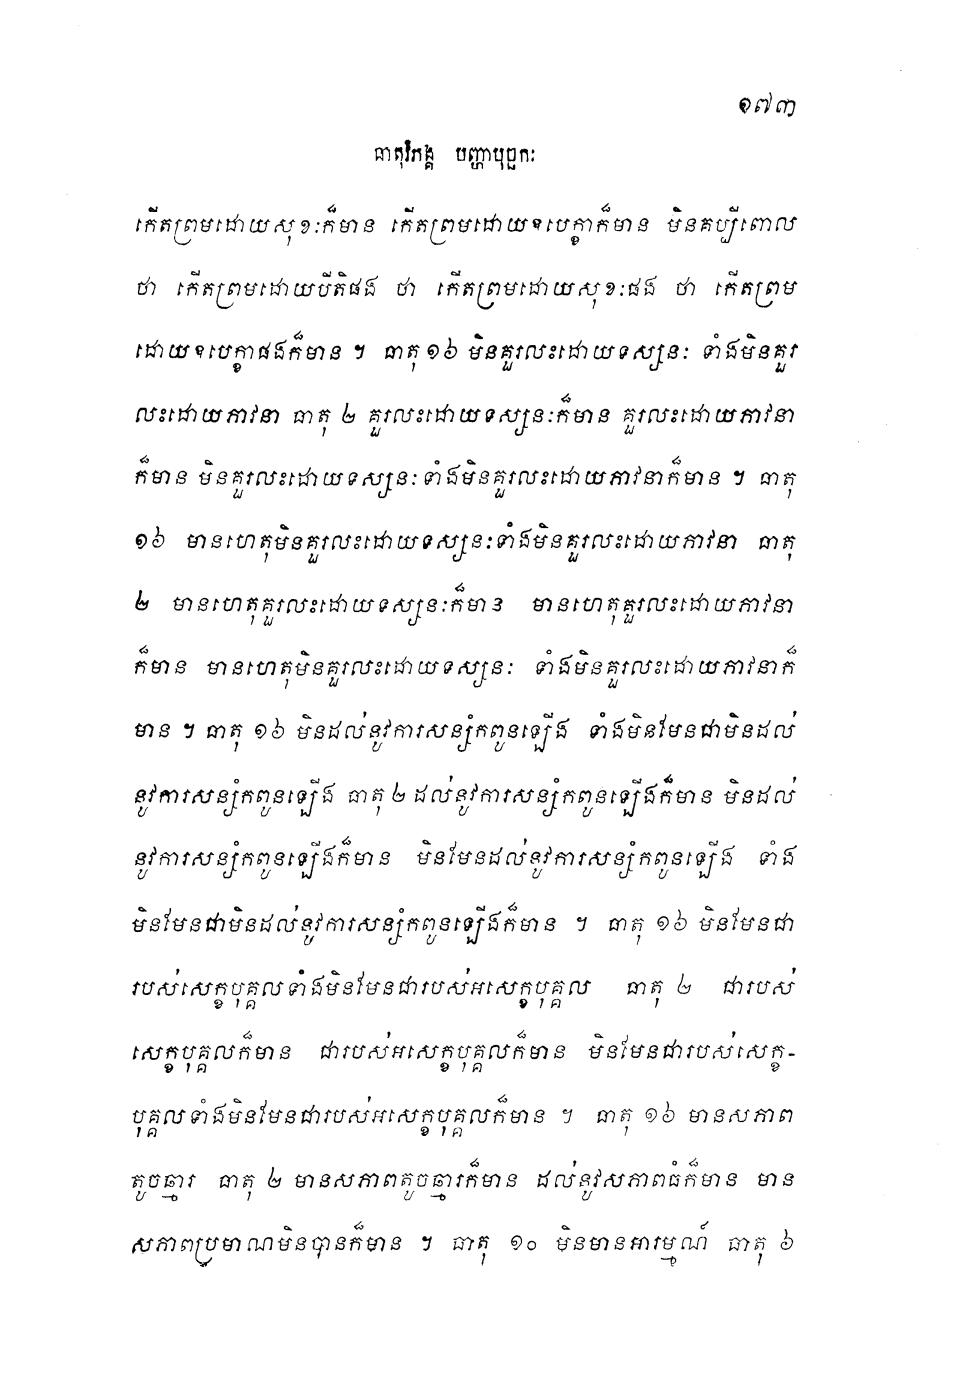 ១៧៣
ធាតុវិភង្គ បញ្ហាបុច្ឆកៈ
កើតព្រមដោយសុខៈក៏មាន កើតព្រមដោយឧបេក្ខាក៏មាន មិនគប្បីពោល
ថា កើតព្រមដោយបីតិផង ថា កើតព្រមដោយសុខៈផង ថា កើតព្រម
ដោយឧបេក្ខាផងក៏មាន ។ ធាតុ ១៦ មិនគួរលះដោយទស្សនៈ ទាំងមិនគួរ
លះដោយភាវនា ធាតុ ២ គួរលះដោយទស្សនៈក៏មាន គួរលះដោយភាវនា
ក៏មាន មិនគួរលះដោយទស្សនៈ ទាំងមិនគួរលះដោយភាវនាក៏មាន ។ ធាតុ
១៦ មានហេតុមិនគួរលះដោយទស្សនៈទាំងមិនគួរលះដោយភាវនា ធាតុ
២ មានហេតុគួរលះដោយទស្សនៈក៏មាន មានហេតុគួរលះដោយភាវនា
ក៏មាន មានហេតុមិនគួរលះដោយទស្សនៈ ទាំងមិនគួរលះដោយភាវនាក៏
មាន ។ ធាតុ ១៦ មិនដល់នូវការសន្សំកពូនឡើង ទាំងមិនមែនជាមិនដល់
នូវការសន្សំកពូនឡើង ធាតុ ២ ដល់នូវការសន្សំកពូនឡើងក៏មាន មិនដល់
នូវការសន្សំកពូនឡើងក៏មាន មិនមែនដល់នូវការសន្សំកពូនឡើង ទាំង
មិនមែនជាមិនដល់នូវការសន្សំកពូនឡើងក៏មាន ។ ធាតុ ១៦ មិនមែនជា
របស់សេក្ខបុគ្គលទាំងមិនមែនជារបស់អសេក្ខបុគ្គល ធាតុ ២ ជារបស់
សេក្ខបុគ្គលក៏មាន ជារបស់អសេក្ខបុគ្គលក៏មាន មិនមែនជារបស់សេក្ខ-
បុគ្គលទាំងមិនមែនជារបស់អសេក្ខបុគ្គលក៏មាន ។ ធាតុ ១៦ មានសភាព
តូចឆ្មារ ធាតុ ២ មានសភាពតូចឆ្មារក៏មាន ដល់នូវសភាពធំក៏មាន មាន
សភាពប្រមាណមិនបានក៏មាន ។ ធាតុ ១០ មិនមានអារម្មណ៍ ធាតុ ៦